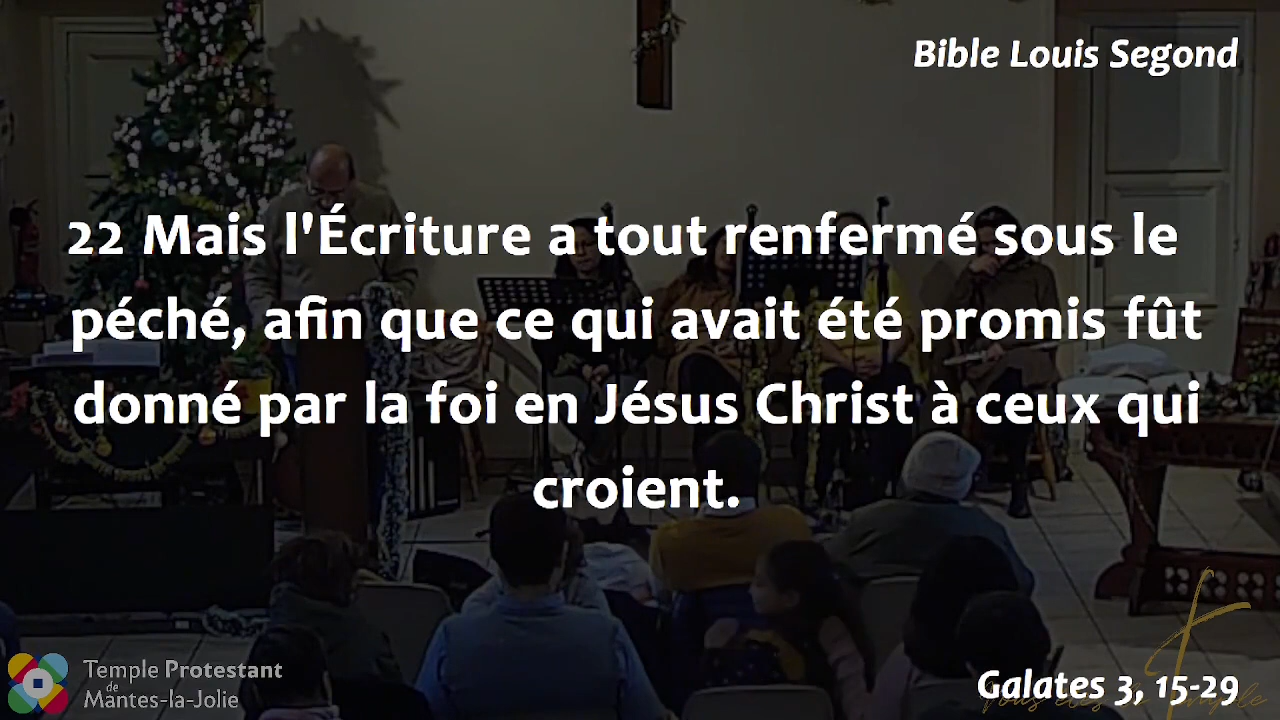 Bible Louis Segond
22 Mais l'Écriture a tout renfermé sous le
péché, afin que ce qui avait été promis fût
donné par la foi en Jésus Christ à ceux qui
croient.
Temple Protestant
de
Mantes-la-Jolie
Galates 3, 15-29